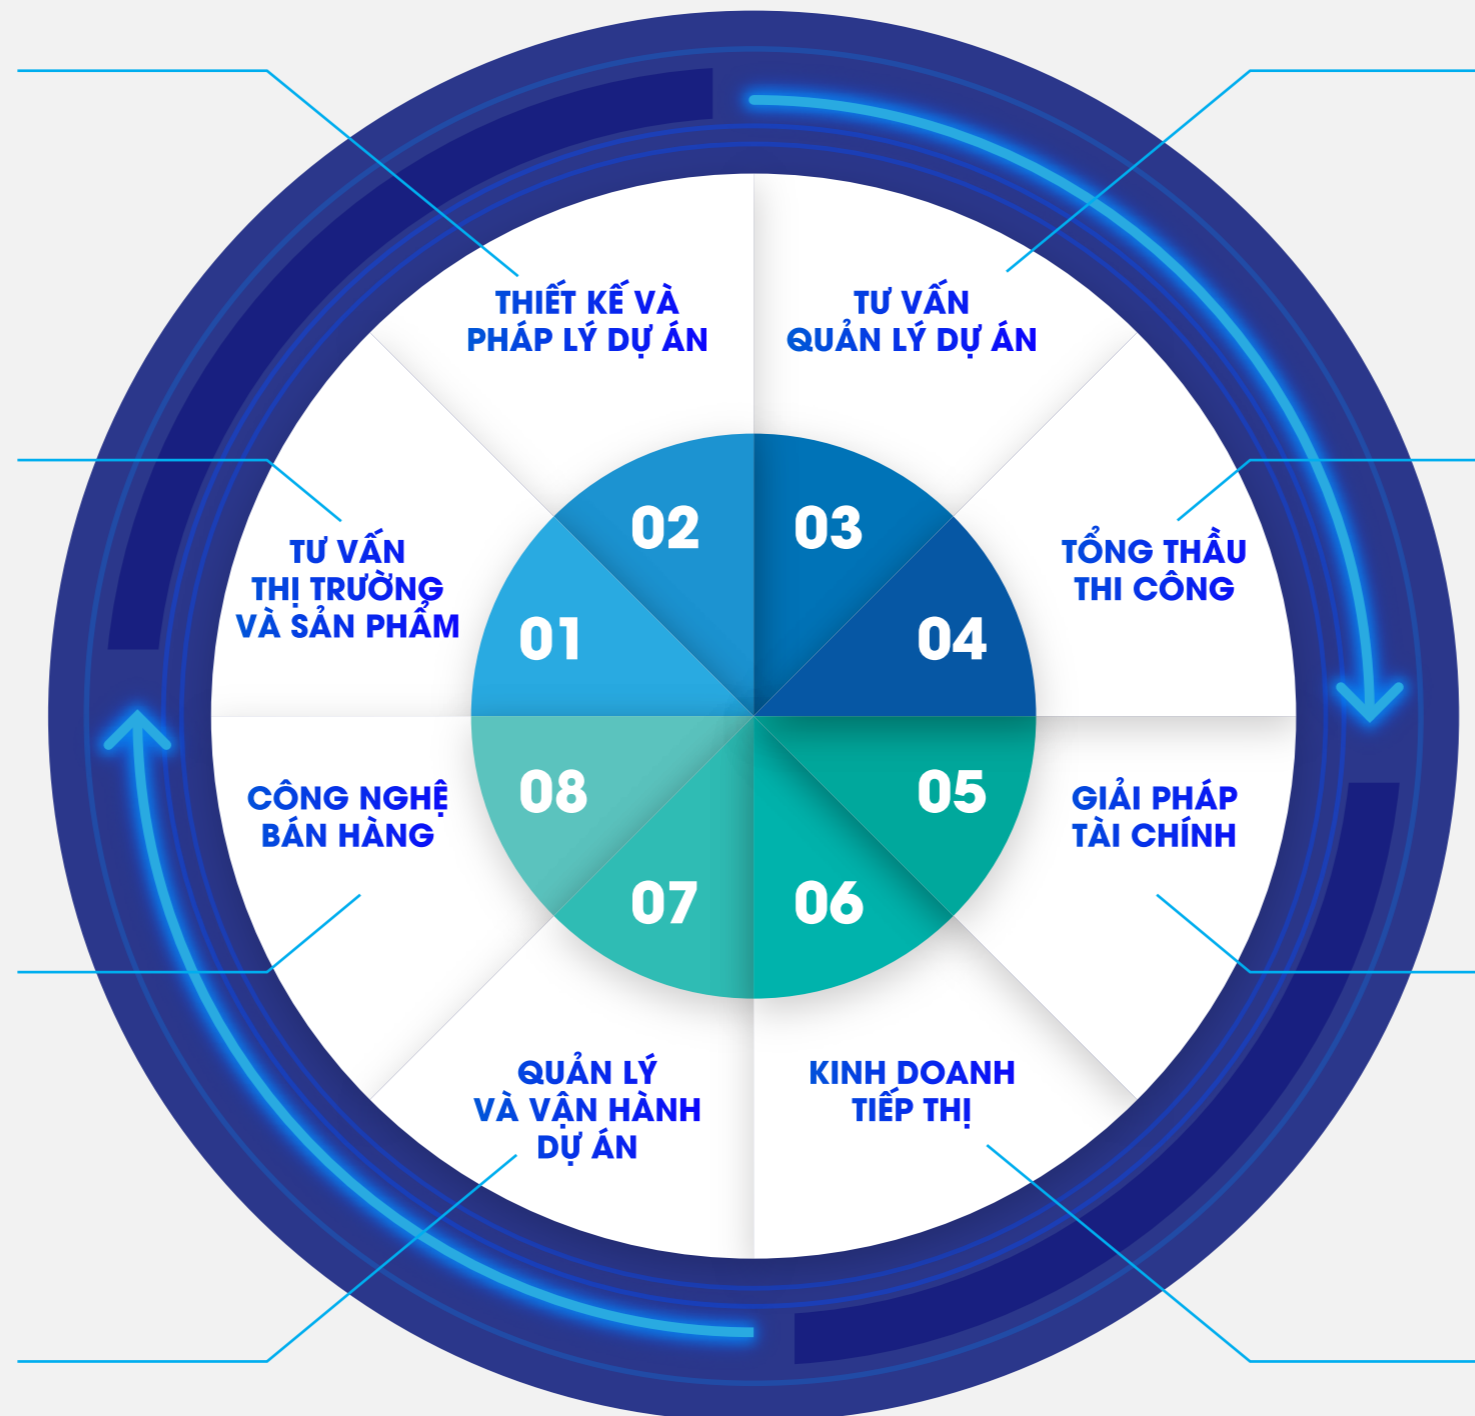 THIẾT KẾ VÀ
PHÁP LÝ DỰ ÁN
TƯ VẤN
QUẢN LÝ DỰ ÁN
02
03
TƯ VẤN
THỊ TRƯỜNG
VÀ SẢN PHẨM
TỔNG THẦU
THI CÔNG
01
04
CÔNG NGHỆ
BÁN HÀNG
08
05
GIẢI PHÁP
TÀI CHÍNH
07
06
QUẢN LÝ
VÀ VẬN HÀNH
DỰ ÁN
KINH DOANH
TIẾP THỊ